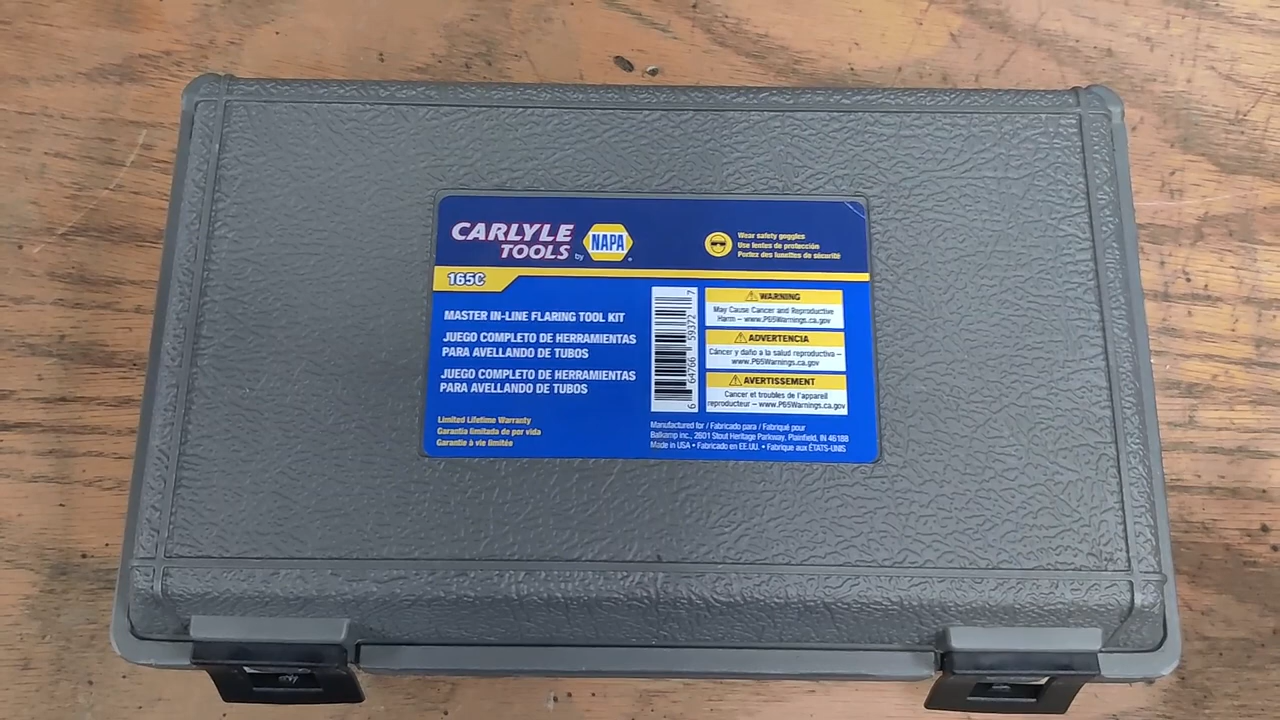 CARLYLE
TOOLS by NAPA
Wear safety goggles
Use lentes de protección
Portez des lunettes de sécurité
165C
MASTER IN-LINE FLARING TOOL KIT
JUEGO COMPLETO DE HERRAMIENTAS
PARA AVELLANDO DE TUBOS
JUEGO COMPLETO DE HERRAMIENTAS
PARA AVELLANDO DE TUBOS
Limited Lifetime Warranty
Garantía limitada de por vida
Garantie à vie limitée
6 64766 59372 7
WARNING
May Cause Cancer and Reproductive
Harm – www.P65Warnings.ca.gov
ADVERTENCIA
Cáncer y daño a la salud reproductiva –
www.P65Warnings.ca.gov
AVERTISSEMENT
Cancer et troubles de l'appareil
reproducteur – www.P65Warnings.ca.gov
Manufactured for / Fabricado para / Fabriqué pour
Balkamp Inc., 2601 Stout Heritage Parkway, Plainfield, IN 46168
Made in USA • Fabricado en EE.UU. • Fabrique aux ÉTATS-UNIS